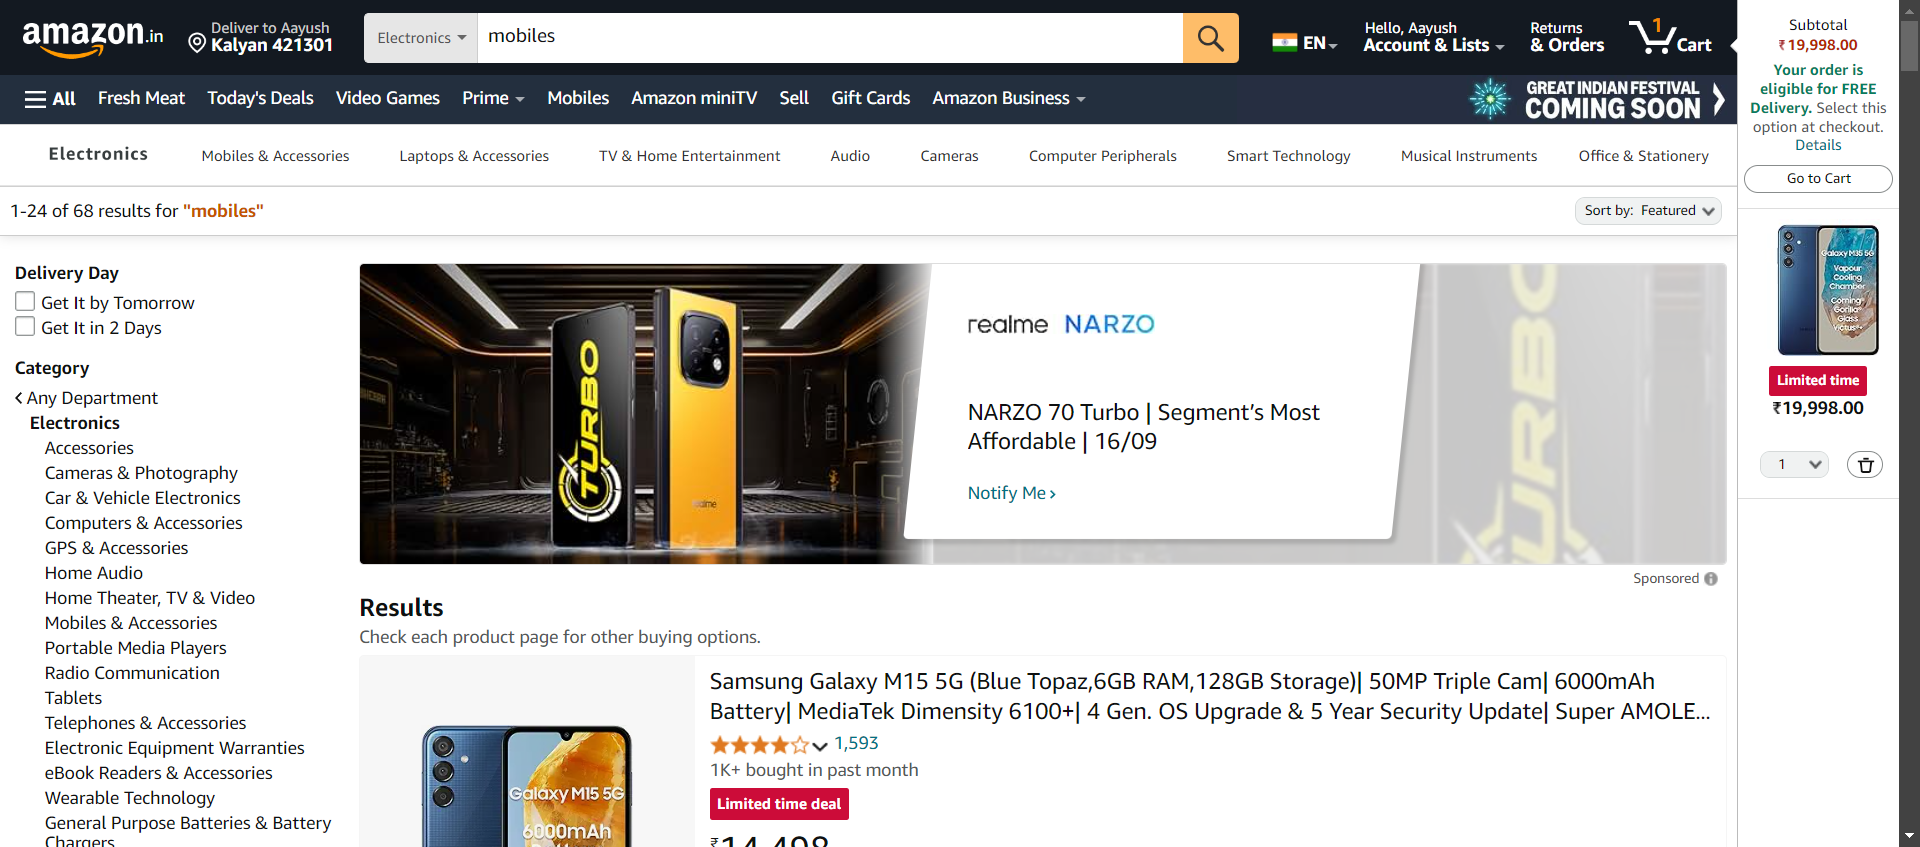 amazon.in
Deliver to Aayush
Kalyan 421301
Electronics
mobiles
EN
Hello, Aayush
Account & Lists
Returns
& Orders
1
Cart
All
Fresh Meat
Today's Deals
Video Games
Prime
Mobiles
Amazon miniTV
Sell
Gift Cards
Amazon Business
GREAT INDIAN FESTIVAL
COMING SOON
Electronics
Mobiles & Accessories
Laptops & Accessories
TV & Home Entertainment
Audio
Cameras
Computer Peripherals
Smart Technology
Musical Instruments
Office & Stationery
1-24 of 68 results for "mobiles"
Sort by: Featured
Delivery Day
Get It by Tomorrow
Get It in 2 Days
Category
Any Department
Electronics
Accessories
Cameras & Photography
Car & Vehicle Electronics
Computers & Accessories
GPS & Accessories
Home Audio
Home Theater, TV & Video
Mobiles & Accessories
Portable Media Players
Radio Communication
Tablets
Telephones & Accessories
Electronic Equipment Warranties
eBook Readers & Accessories
Wearable Technology
General Purpose Batteries & Battery
Chargers
TURBO
realme
realme NARZO
NARZO 70 Turbo | Segment’s Most
Affordable | 16/09
Notify Me ›
TURBO
Sponsored
Results
Check each product page for other buying options.
Galaxy M15 5G
6000mAh
Samsung Galaxy M15 5G (Blue Topaz,6GB RAM,128GB Storage)| 50MP Triple Cam| 6000mAh
Battery| MediaTek Dimensity 6100+| 4 Gen. OS Upgrade & 5 Year Security Update| Super AMOLE...
1,593
1K+ bought in past month
Limited time deal
₹14,498
Subtotal
₹19,998.00
Your order is
eligible for FREE
Delivery. Select this
option at checkout.
Details
Go to Cart
Galaxy M35 5G
Vapour
Cooling
Chamber
Corning
Gorilla
Glass
Victus+
Limited time
₹19,998.00
1